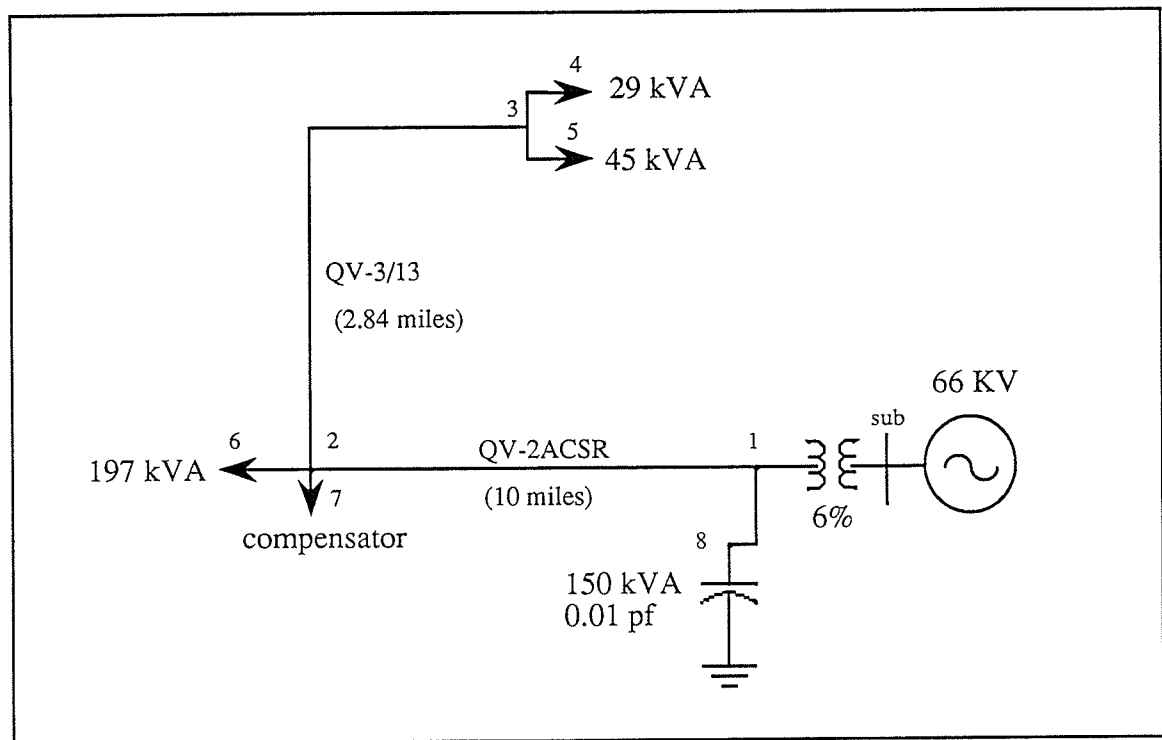 4
29 kVA
3
5
45 kVA
QV-3/13
(2.84 miles)
66 KV
sub
6
2
QV-2ACSR
1
197 kVA
7
(10 miles)
6%
compensator
8
150 kVA
0.01 pf